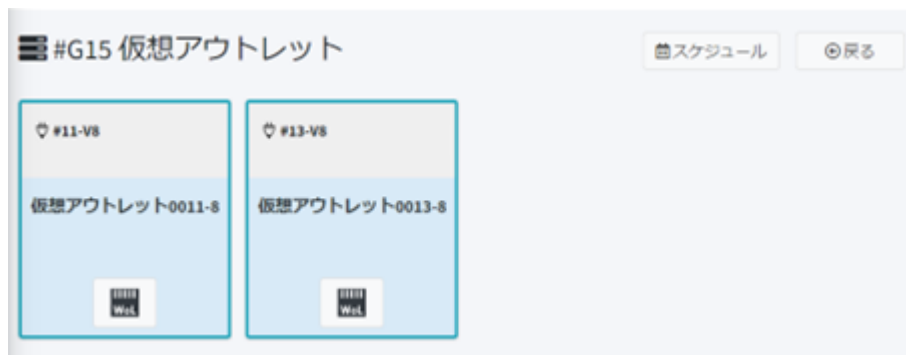 #G15 仮想アウトレット
スケジュール
戻る
#11-V8
#13-V8
仮想アウトレット0011-8
仮想アウトレット0013-8
WoL
WoL